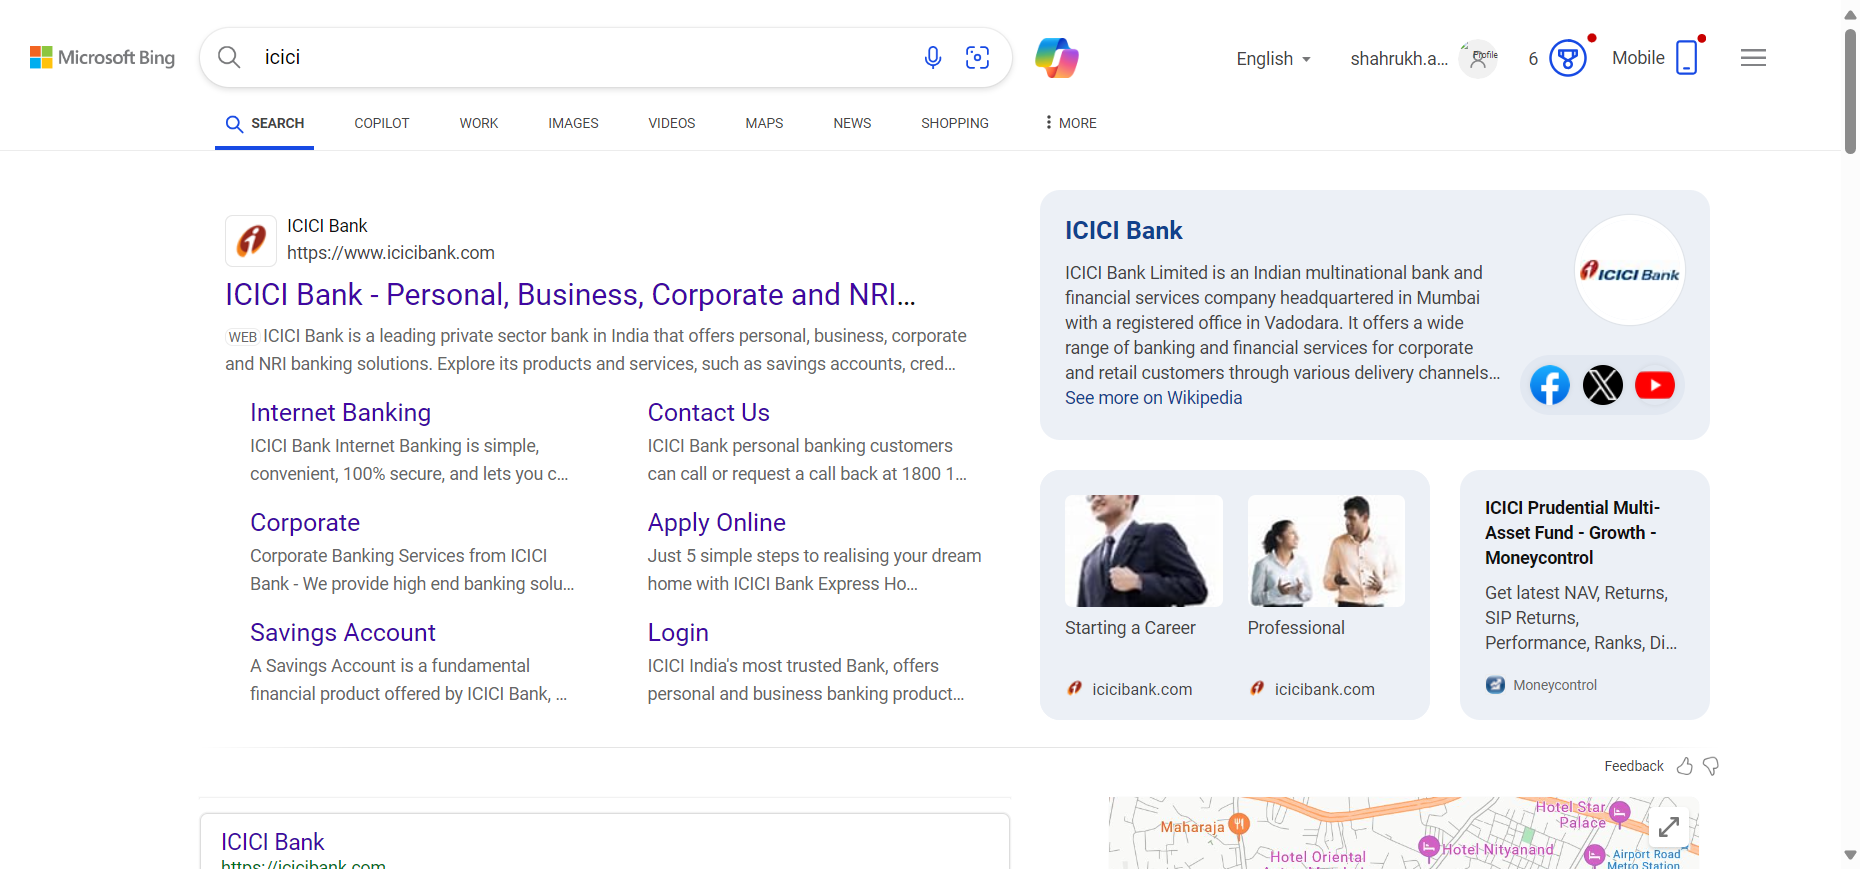 Microsoft Bing
icici
English
shahrukh.a...
Profile
6
Mobile
SEARCH
COPILOT
WORK
IMAGES
VIDEOS
MAPS
NEWS
SHOPPING
MORE
ICICI Bank
https://www.icicibank.com
ICICI Bank - Personal, Business, Corporate and NRI...
WEB ICICI Bank is a leading private sector bank in India that offers personal, business, corporate
and NRI banking solutions. Explore its products and services, such as savings accounts, cred...
Internet Banking
ICICI Bank Internet Banking is simple,
convenient, 100% secure, and lets you c...
Contact Us
ICICI Bank personal banking customers
can call or request a call back at 1800 1...
Corporate
Corporate Banking Services from ICICI
Bank - We provide high end banking solu...
Apply Online
Just 5 simple steps to realising your dream
home with ICICI Bank Express Ho...
Savings Account
A Savings Account is a fundamental
financial product offered by ICICI Bank, ...
Login
ICICI India's most trusted Bank, offers
personal and business banking product...
ICICI Bank
ICICI Bank Limited is an Indian multinational bank and
financial services company headquartered in Mumbai
with a registered office in Vadodara. It offers a wide
range of banking and financial services for corporate
and retail customers through various delivery channels...
See more on Wikipedia
ICICI Bank
Starting a Career
icicibank.com
Professional
icicibank.com
ICICI Prudential Multi-
Asset Fund - Growth -
Moneycontrol
Get latest NAV, Returns,
SIP Returns,
Performance, Ranks, Di...
Moneycontrol
Feedback
ICICI Bank
https://icicibank.com
Maharaja
Hotel Star
Palace
Hotel Nityanand
Hotel Oriental
Airport Road
Metro Station